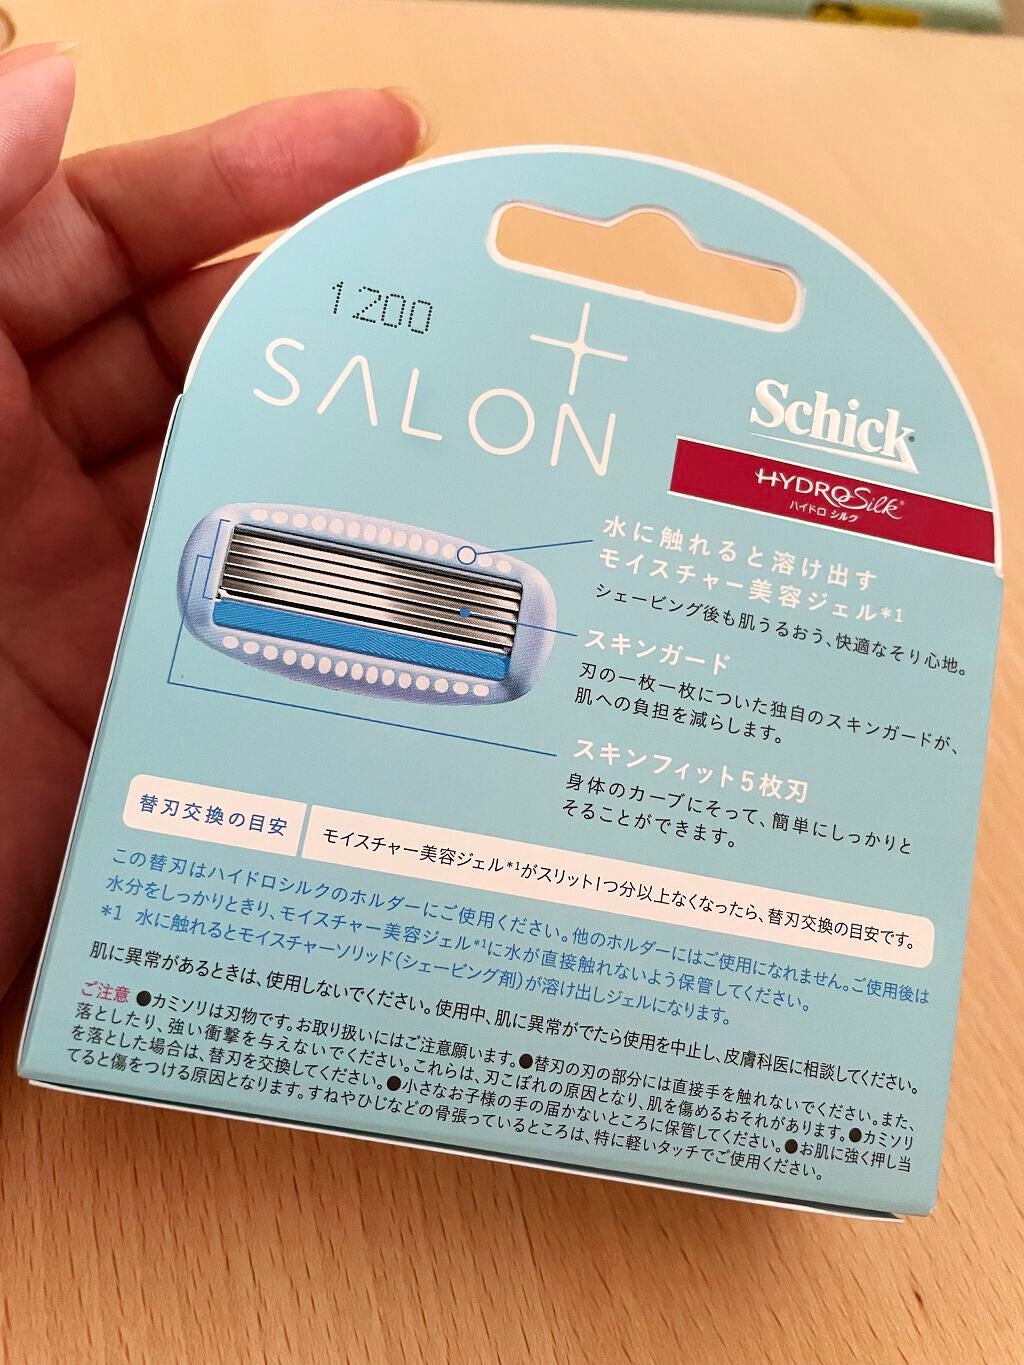 1200
SALON
Schick
HYDRO Silk
ハイドロ シルク
水に触れると溶け出す
モイスチャー美容ジェル*1
シェービング後も肌うるおう、快適なそり心地。
スキンガード
刃の一枚一枚についた独自のスキンガードが、
肌への負担を減らします。
スキンフィット5枚刃
身体のカーブにそって、簡単にしっかりと
そることができます。
替刃交換の目安
モイスチャー美容ジェル*1がスリット1つ分以上なくなったら、替刃交換の目安です。
この替刃はハイドロシルクのホルダーにご使用ください。他のホルダーにはご使用になれません。ご使用後は
水分をしっかりときり、モイスチャー美容ジェル*1に水が直接触れないよう保管してください。
*1 水に触れるとモイスチャーソリッド(シェービング剤)が溶け出しジェルになります。
肌に異常があるときは、使用しないでください。使用中、肌に異常がでたら使用を中止し、皮膚科医に相談してください。
ご注意 ●カミソリは刃物です。お取り扱いにはご注意願います。●替刃の刃の部分には直接手を触れないでください。また、
落としたり、強い衝撃を与えないでください。これらは、刃こぼれの原因となり、肌を傷めるおそれがあります。●カミソリ
を落とした場合は、替刃を交換してください。●小さなお子様の手の届かないところに保管してください。●お肌に強く押し当
てると傷をつける原因となります。すねやひじなどの骨張っているところは、特に軽いタッチでご使用ください。